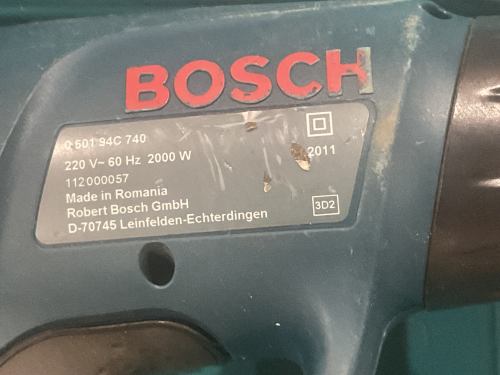 BOSCH
0 601 94C 740
220 V~ 60 Hz 2000 W
2011
112000057
Made in Romania
Robert Bosch GmbH
D-70745 Leinfelden-Echterdingen
3D2